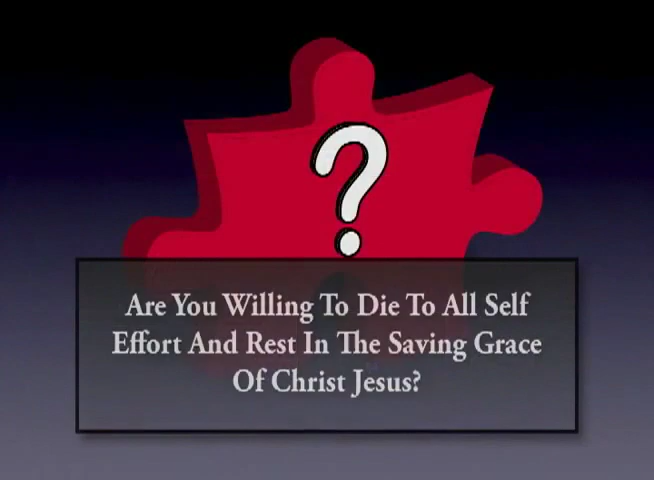 ?
Are You Willing To Die To All Self
Effort And Rest In The Saving Grace
Of Christ Jesus?